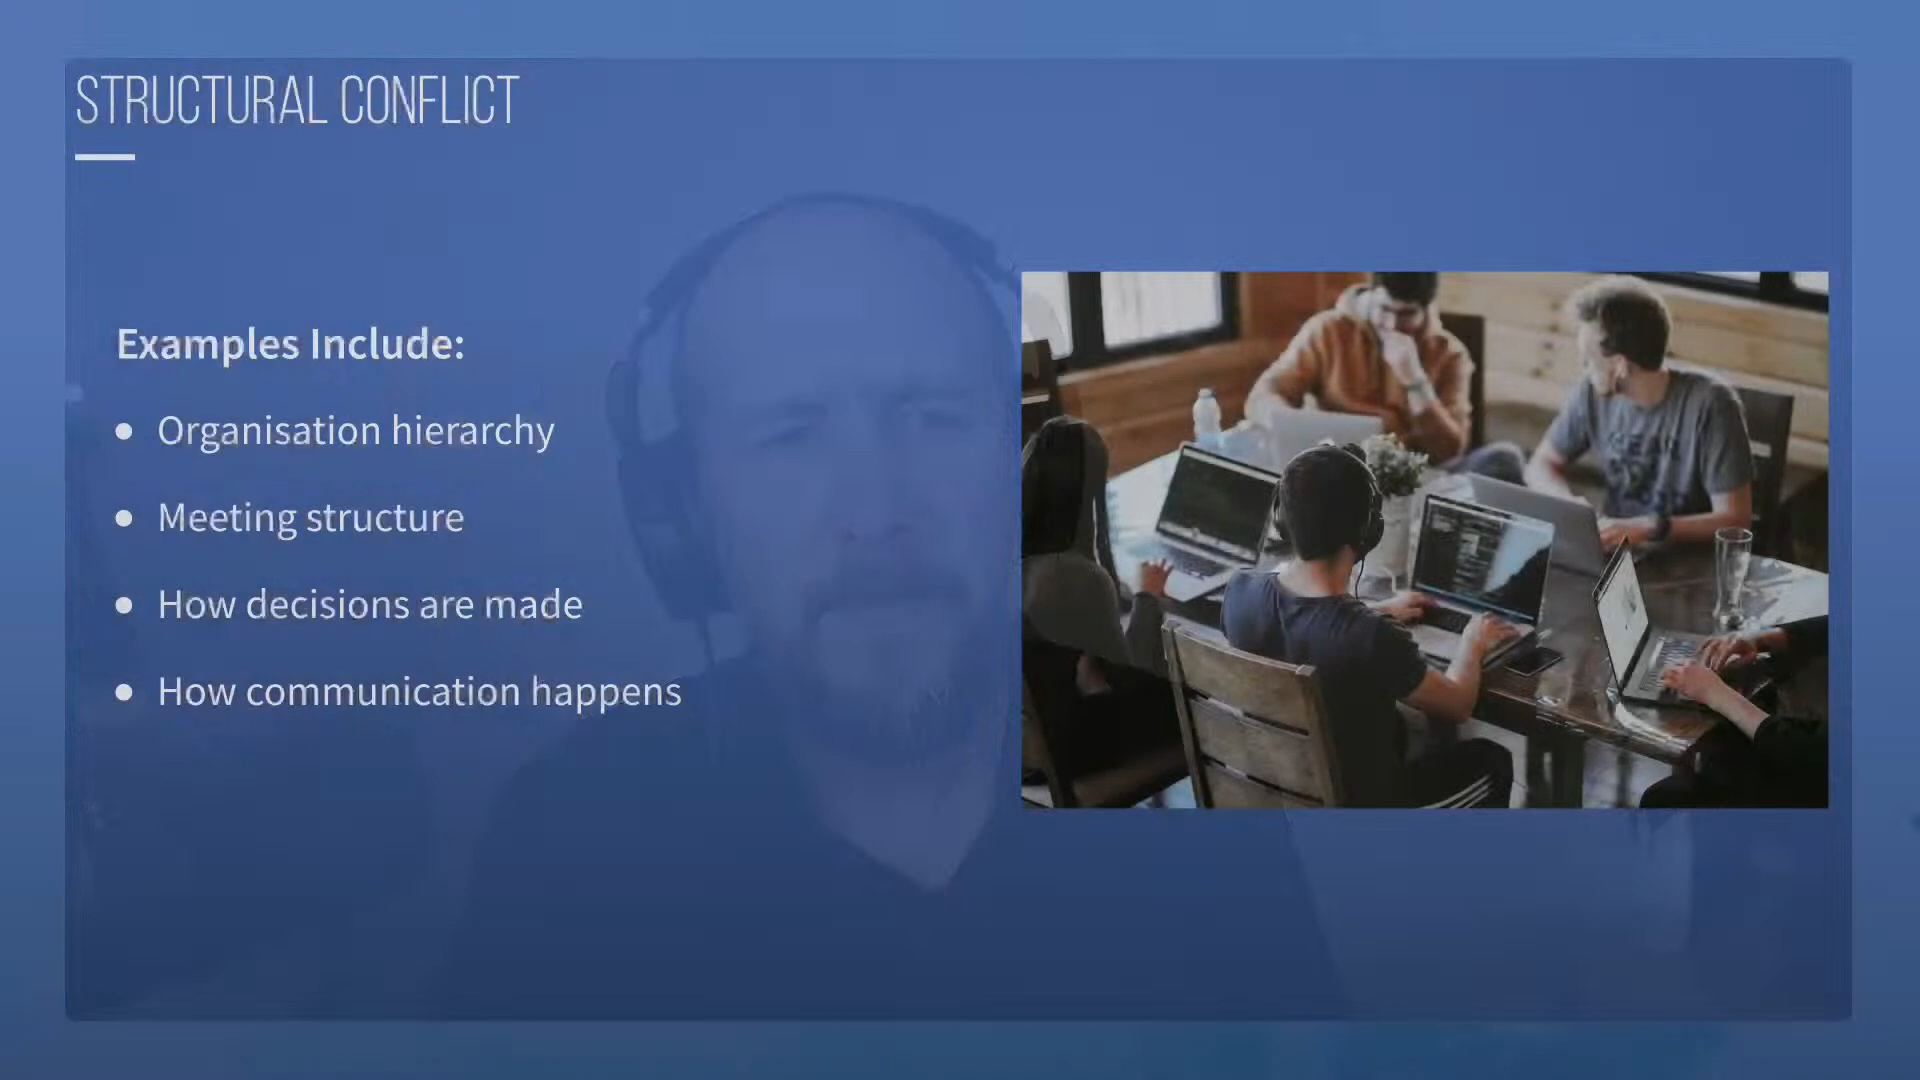 STRUCTURAL CONFLICT
Examples Include:
Organisation hierarchy
Meeting structure
How decisions are made
How communication happens